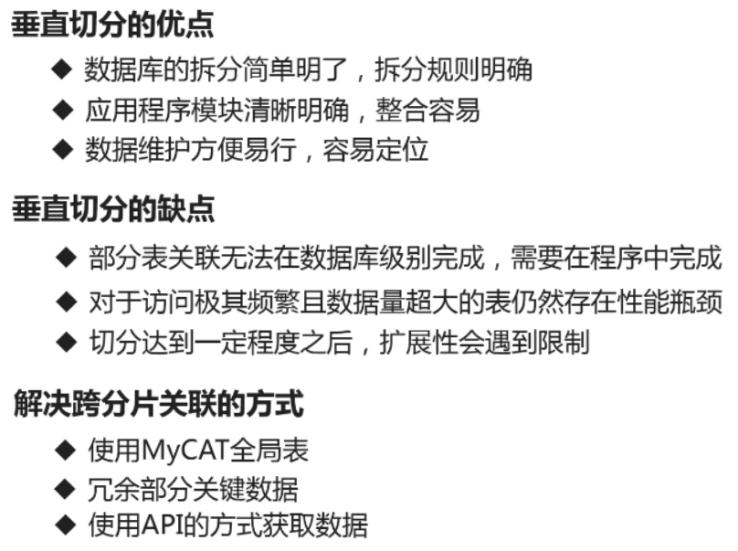 垂直切分的优点
◆ 数据库的拆分简单明了，拆分规则明确
◆ 应用程序模块清晰明确，整合容易
◆ 数据维护方便易行，容易定位
垂直切分的缺点
◆ 部分表关联无法在数据库级别完成，需要在程序中完成
◆ 对于访问极其频繁且数据量超大的表仍然存在性能瓶颈
◆ 切分达到一定程度之后，扩展性会遇到限制
解决跨分片关联的方式
◆ 使用MyCAT全局表
◆ 冗余部分关键数据
◆ 使用API的方式获取数据